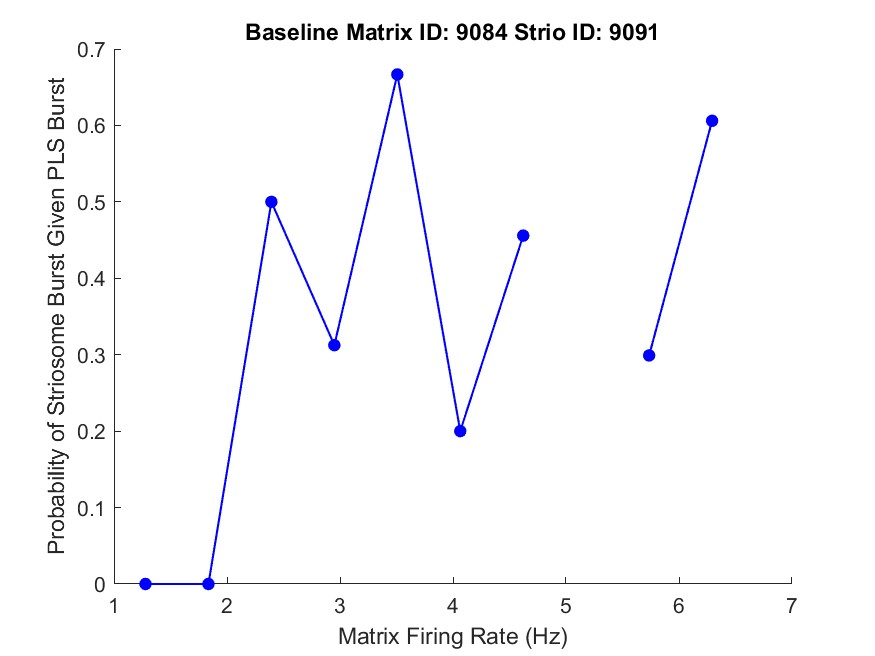 Baseline Matrix ID: 9084 Strio ID: 9091
Probability of Striosome Burst Given PLS Burst
0.7
0.6
0.5
0.4
0.3
0.2
0.1
0
1 2 3 4 5 6 7
Matrix Firing Rate (Hz)